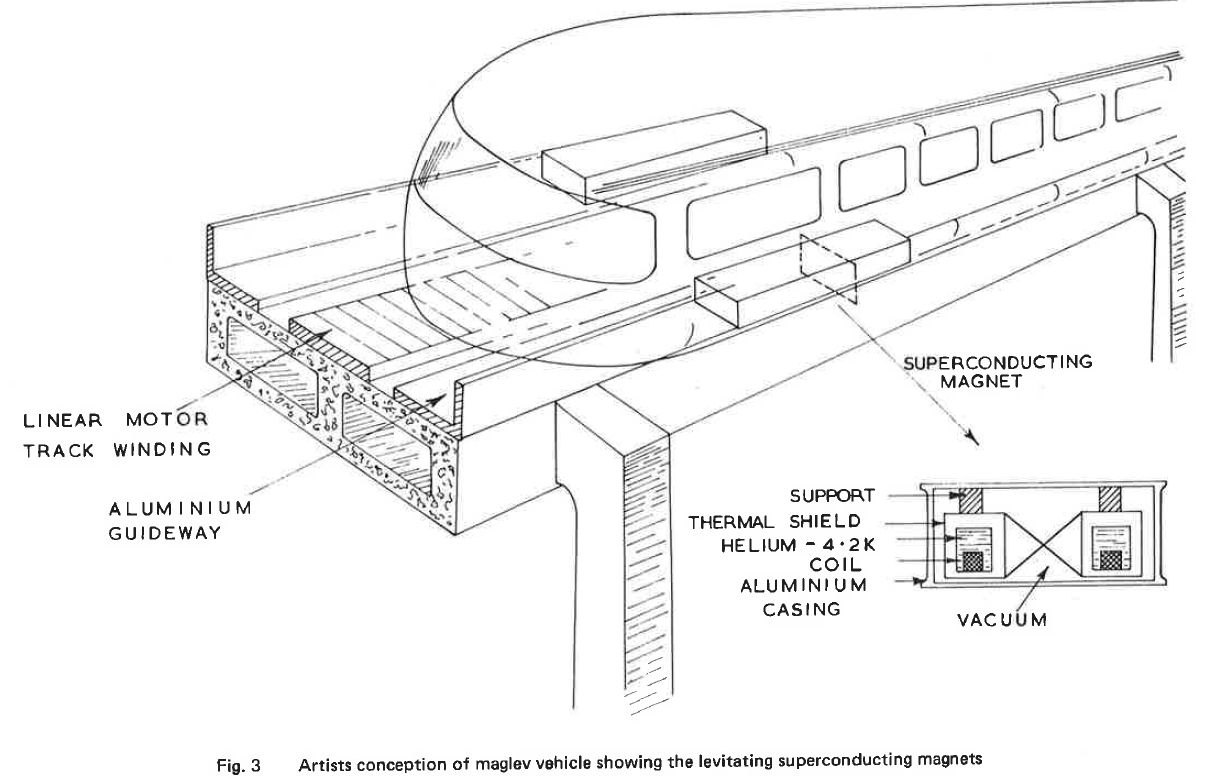 LINEAR MOTOR
TRACK WINDING
ALUMINIUM
GUIDEWAY
SUPERCONDUCTING
MAGNET
SUPPORT
THERMAL SHIELD
HELIUM - 4·2K
COIL
ALUMINIUM
CASING
VACUUM
Fig. 3 Artists conception of maglev vehicle showing the levitating superconducting magnets